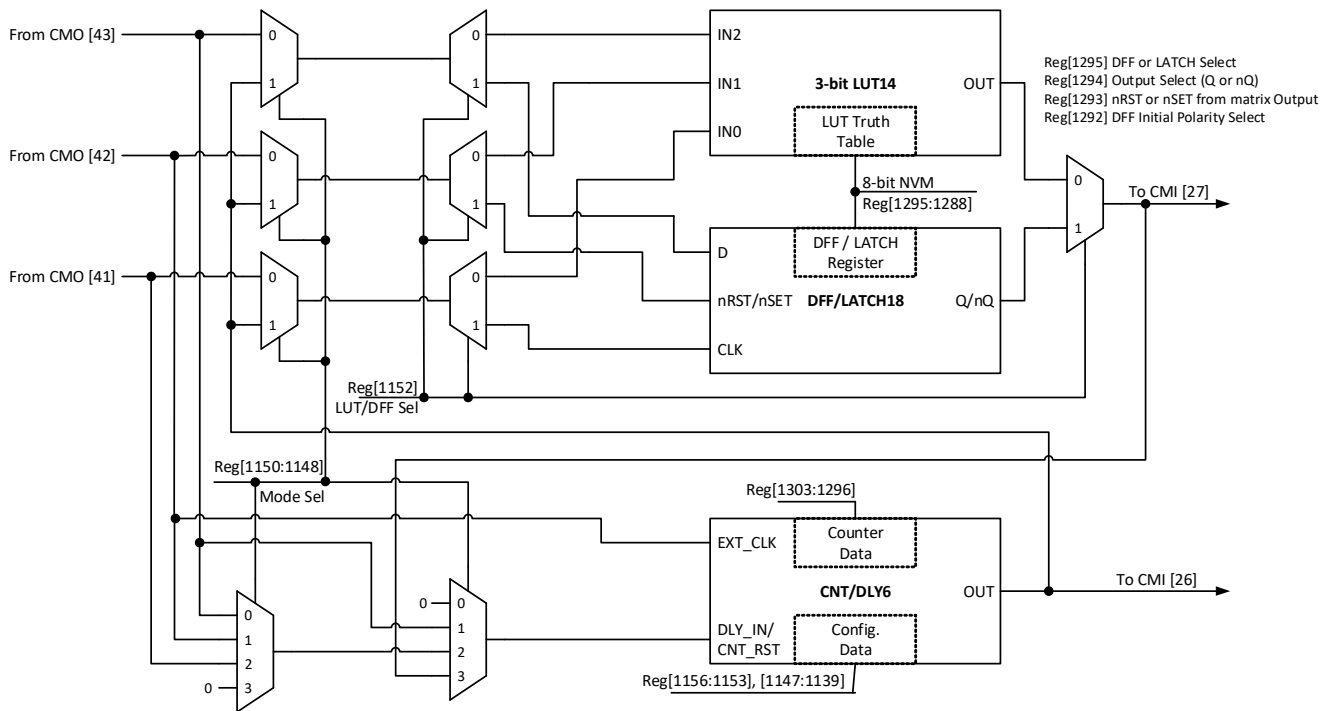 From CMO [43]
0
1
0
1
IN2
IN1
IN0
3-bit LUT14
OUT
LUT Truth
Table
Reg[1295] DFF or LATCH Select
Reg[1294] Output Select (Q or nQ)
Reg[1293] nRST or nSET from matrix Output
Reg[1292] DFF Initial Polarity Select
From CMO [42]
0
1
0
1
8-bit NVM
Reg[1295:1288]
0
1
To CMI [27]
From CMO [41]
0
1
0
1
D
nRST/nSET
CLK
DFF / LATCH
Register
DFF/LATCH18
Q/nQ
Reg[1152]
LUT/DFF Sel
Reg[1150:1148]
Mode Sel
Reg[1303:1296]
EXT_CLK
Counter
Data
CNT/DLY6
OUT
To CMI [26]
0
1
2
0
3
0
0
1
2
3
DLY_IN/
CNT_RST
Config.
Data
Reg[1156:1153], [1147:1139]